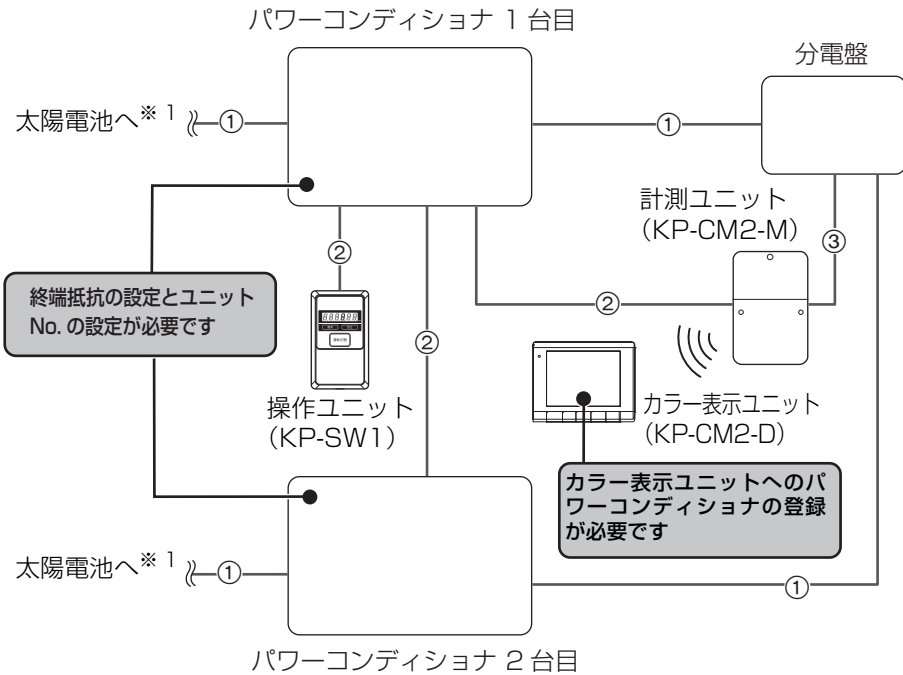 パワーコンディショナ 1 台目
分電盤
太陽電池へ※1
①
①
計測ユニット
（KP-CM2-M）
②
③
終端抵抗の設定とユニット
No. の設定が必要です
②
②
操作ユニット
（KP-SW1）
カラー表示ユニット
（KP-CM2-D）
カラー表示ユニットへのパ
ワーコンディショナの登録
が必要です
太陽電池へ※1
①
①
パワーコンディショナ 2 台目